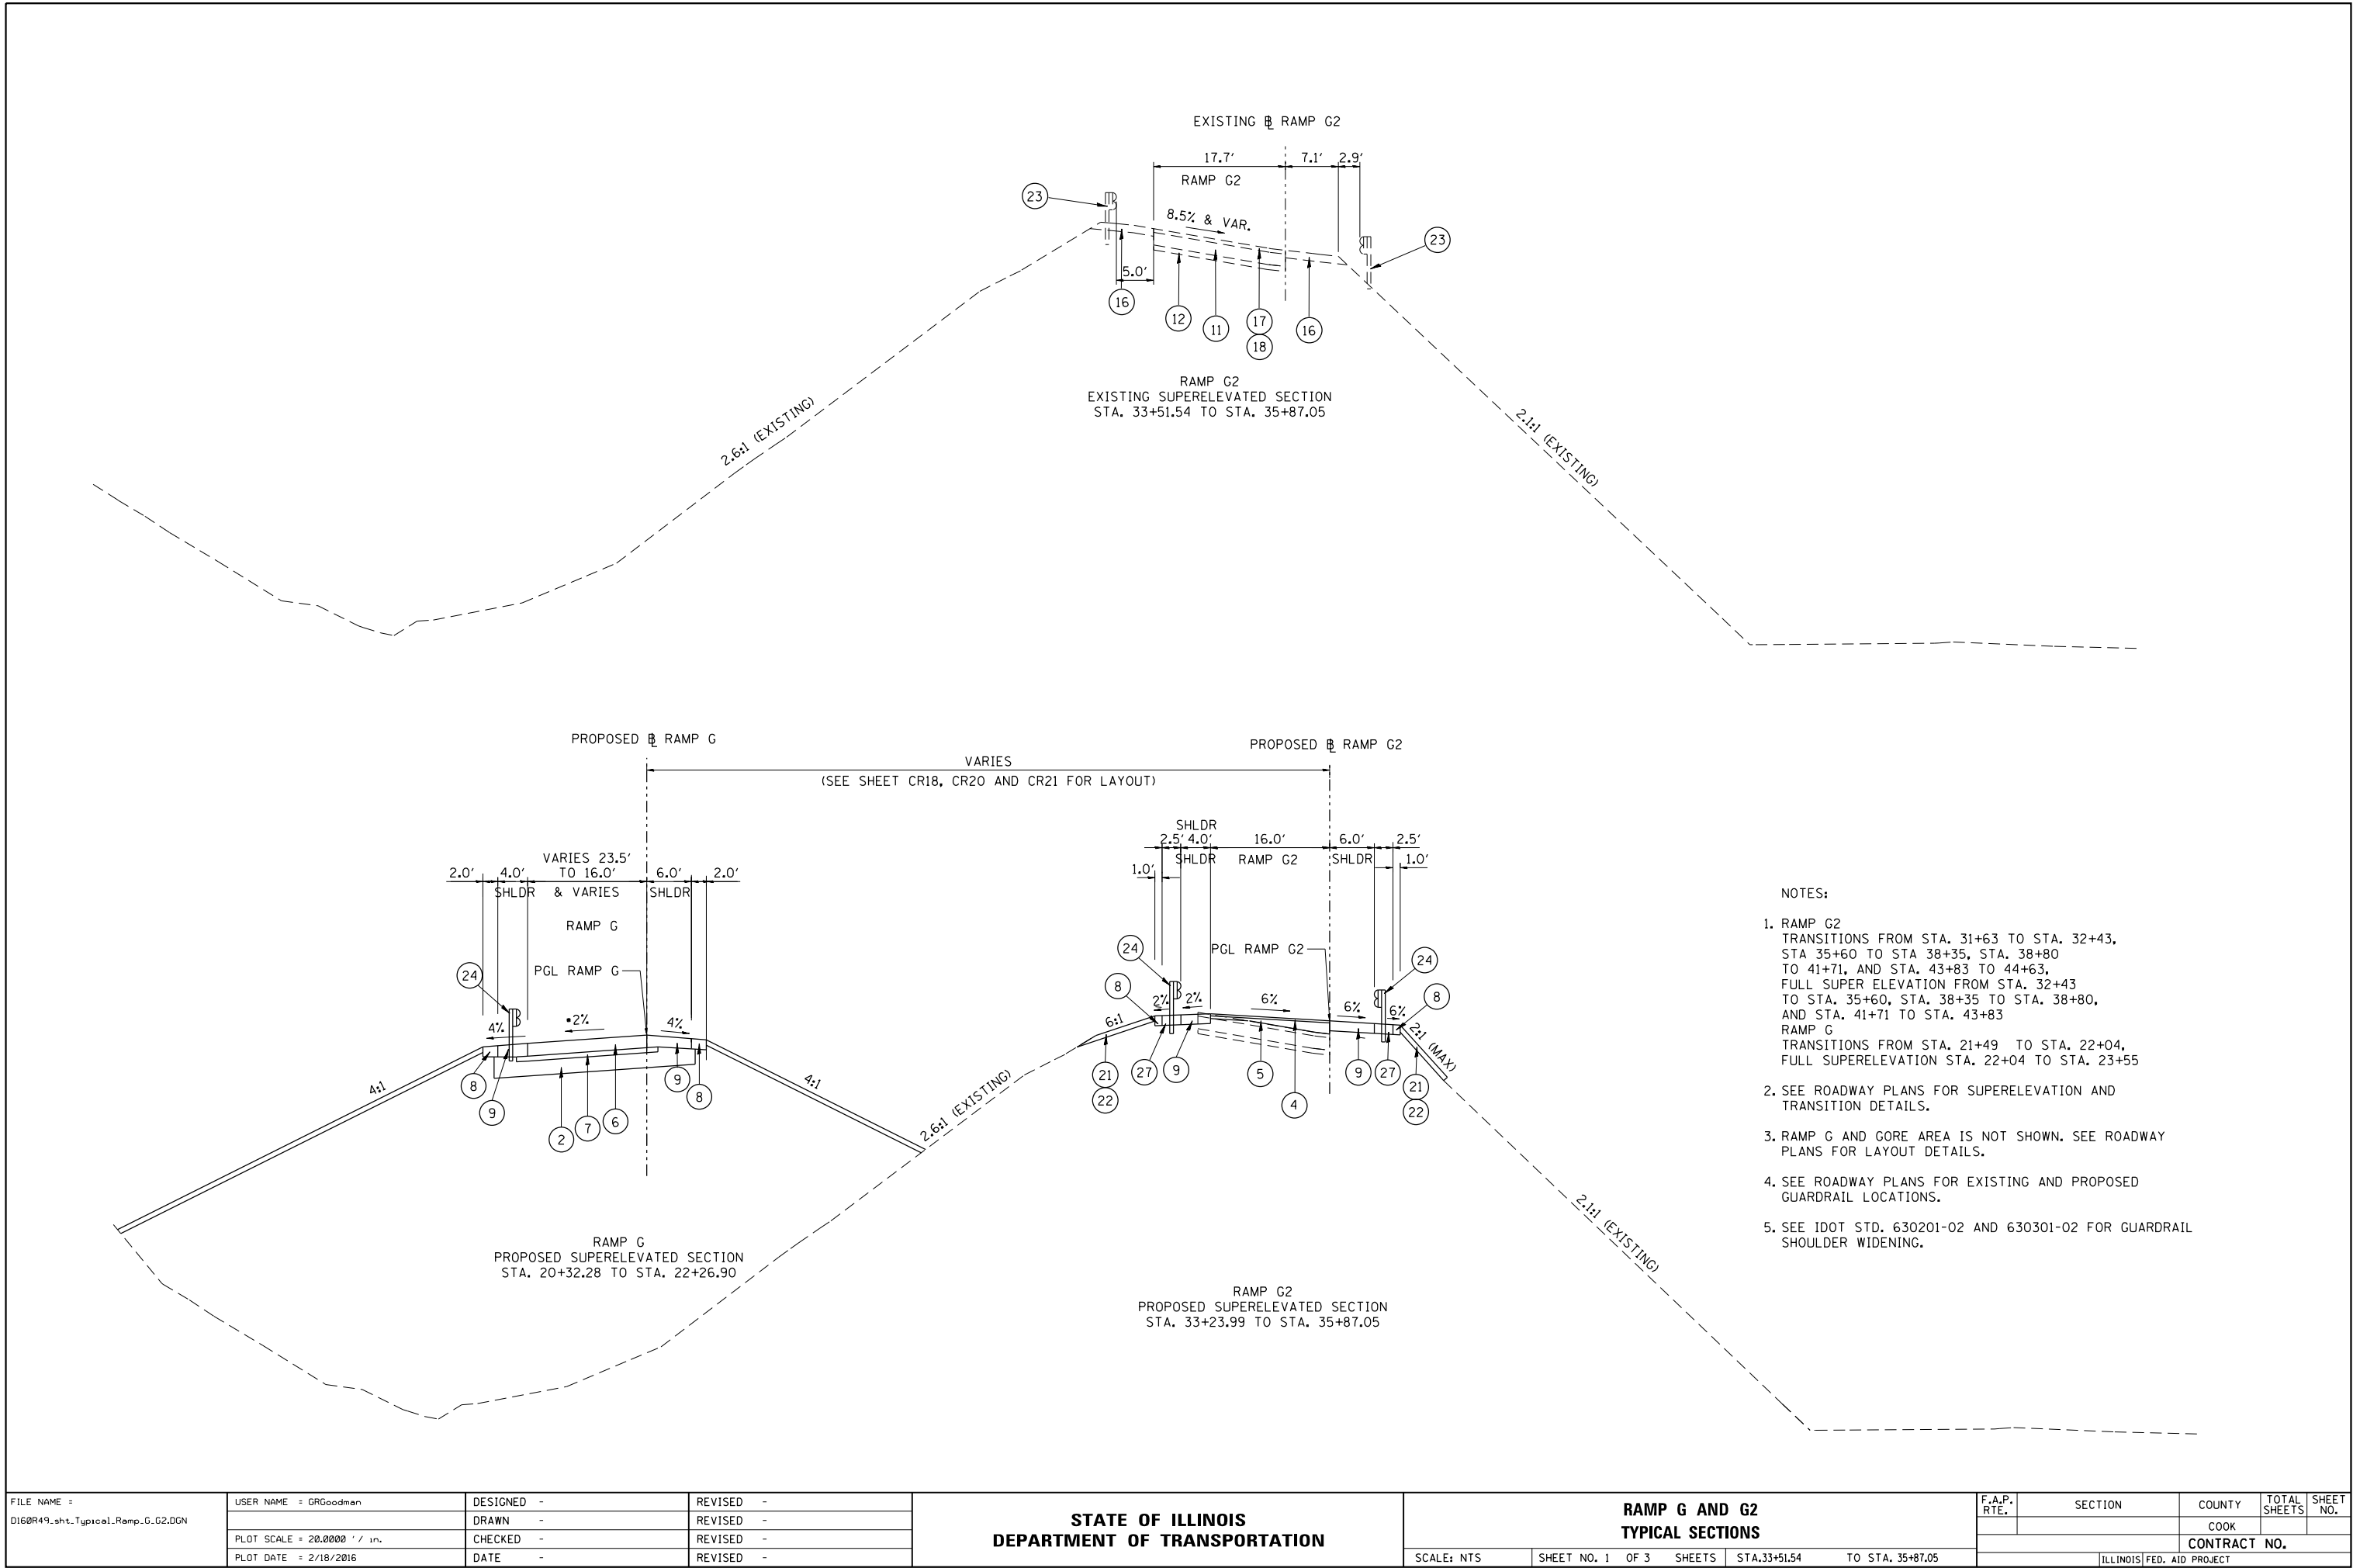 EXISTING ℄ RAMP G2
17.7' 7.1' 2.9'
RAMP G2
23
8.5% & VAR.
23
5.0'
16
12
11
17
16
18
RAMP G2
EXISTING SUPERELEVATED SECTION
STA. 33+51.54 TO STA. 35+87.05
2.6:1 (EXISTING)
2.1:1 (EXISTING)
PROPOSED ℄ RAMP G
PROPOSED ℄ RAMP G2
VARIES
(SEE SHEET CR18, CR20 AND CR21 FOR LAYOUT)
VARIES 23.5'
2.0' 4.0' TO 16.0' 6.0' 2.0'
SHLDR & VARIES SHLDR
RAMP G
PGL RAMP G
24
4%
•2%
4%
8
9
2
7
6
9
8
4:1
4:1
RAMP G
PROPOSED SUPERELEVATED SECTION
STA. 20+32.28 TO STA. 22+26.90
SHLDR
2.5' 4.0' 16.0' 6.0' 2.5'
SHLDR RAMP G2 SHLDR
1.0' 1.0'
24
PGL RAMP G2
24
8
8
2% 2% 6% 6% 6%
6:1
2:1 (MAX)
21
22
27
9
5
4
9
27
21
22
2.6:1 (EXISTING)
2.1:1 (EXISTING)
RAMP G2
PROPOSED SUPERELEVATED SECTION
STA. 33+23.99 TO STA. 35+87.05
NOTES:
1. RAMP G2
TRANSITIONS FROM STA. 31+63 TO STA. 32+43,
STA 35+60 TO STA 38+35, STA. 38+80
TO 41+71, AND STA. 43+83 TO 44+63,
FULL SUPER ELEVATION FROM STA. 32+43
TO STA. 35+60, STA. 38+35 TO STA. 38+80,
AND STA. 41+71 TO STA. 43+83
RAMP G
TRANSITIONS FROM STA. 21+49 TO STA. 22+04,
FULL SUPERELEVATION STA. 22+04 TO STA. 23+55
2. SEE ROADWAY PLANS FOR SUPERELEVATION AND
TRANSITION DETAILS.
3. RAMP G AND GORE AREA IS NOT SHOWN. SEE ROADWAY
PLANS FOR LAYOUT DETAILS.
4. SEE ROADWAY PLANS FOR EXISTING AND PROPOSED
GUARDRAIL LOCATIONS.
5. SEE IDOT STD. 630201-02 AND 630301-02 FOR GUARDRAIL
SHOULDER WIDENING.
FILE NAME =
D160R49_sht_Typical_Ramp_G_G2.DGN
USER NAME = GRGoodman
PLOT SCALE = 20.0000 ' / in.
PLOT DATE = 2/18/2016
DESIGNED -
DRAWN -
CHECKED -
DATE -
REVISED -
REVISED -
REVISED -
REVISED -
STATE OF ILLINOIS
DEPARTMENT OF TRANSPORTATION
RAMP G AND G2
TYPICAL SECTIONS
SCALE: NTS SHEET NO. 1 OF 3 SHEETS STA.33+51.54 TO STA. 35+87.05
F.A.P. RTE. SECTION COUNTY TOTAL SHEETS SHEET NO.
COOK
CONTRACT NO.
ILLINOIS FED. AID PROJECT